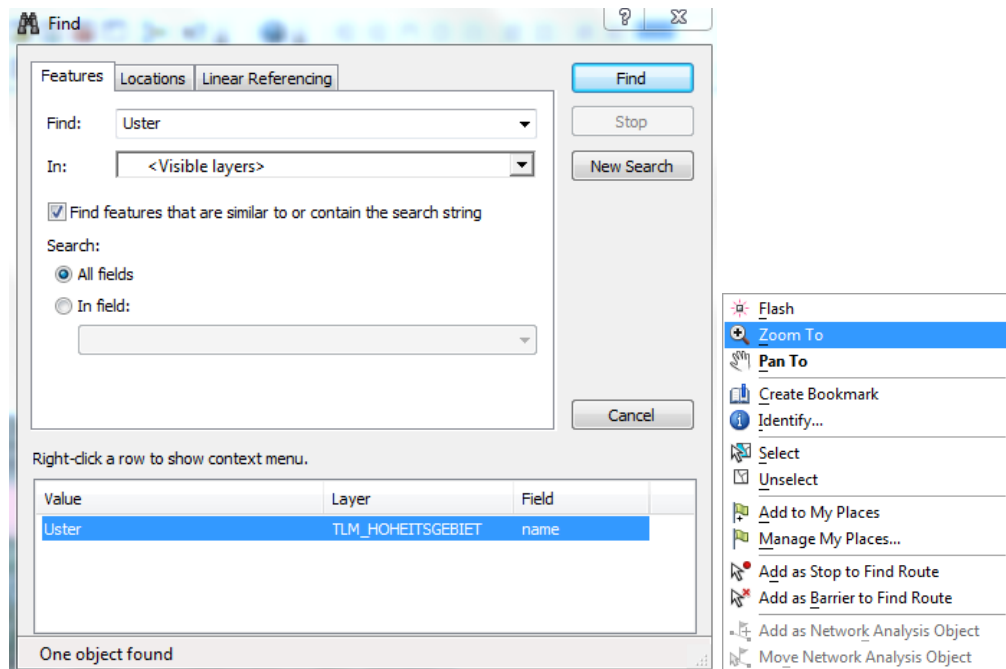 Find
Features Locations Linear Referencing
Find
Find: Uster
Stop
In: <Visible layers>
New Search
Find features that are similar to or contain the search string
Search:
All fields
In field:
Cancel
Right-click a row to show context menu.
Value Layer Field
Uster TLM_HOHEITSGEBIET name
One object found
Flash
Zoom To
Pan To
Create Bookmark
Identify...
Select
Unselect
Add to My Places
Manage My Places...
Add as Stop to Find Route
Add as Barrier to Find Route
Add as Network Analysis Object
Move Network Analysis Object